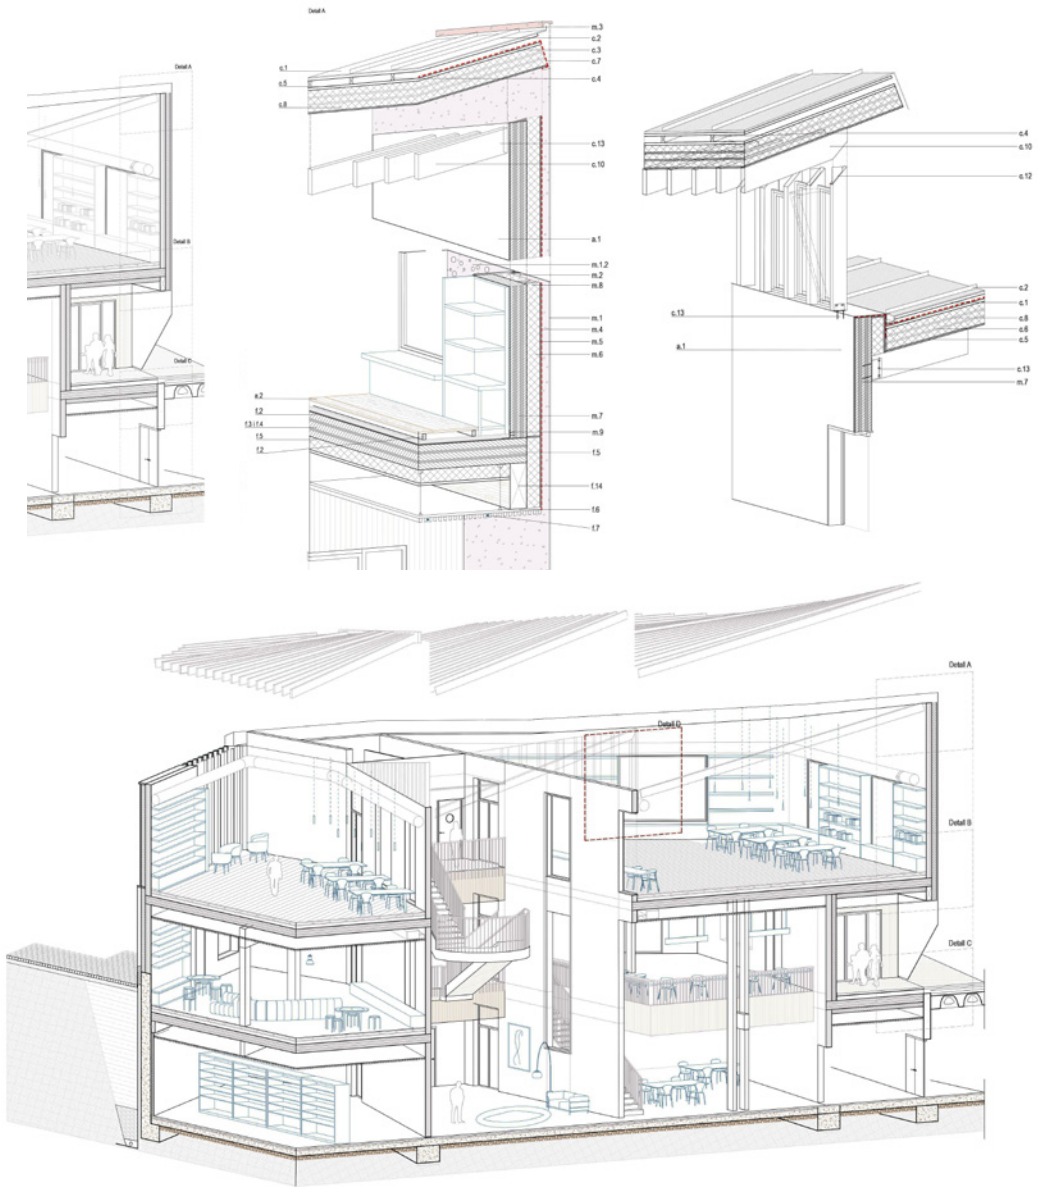 Detail A
m.3
c.2
c.3
c.7
c.4
c.1
c.5
c.8
c.13
c.10
a.1
m.1.2
m.2
m.8
m.1
m.4
m.5
m.6
a.2
f.2
f.3 i f.4
f.5
f.2
m.7
m.9
f.5
f.14
f.6
f.7
Detail A
Detail B
Detail C
c.4
c.10
c.12
c.2
c.1
c.8
c.6
c.5
c.13
m.7
c.13
a.1
Detail A
Detail D
Detail B
Detail C